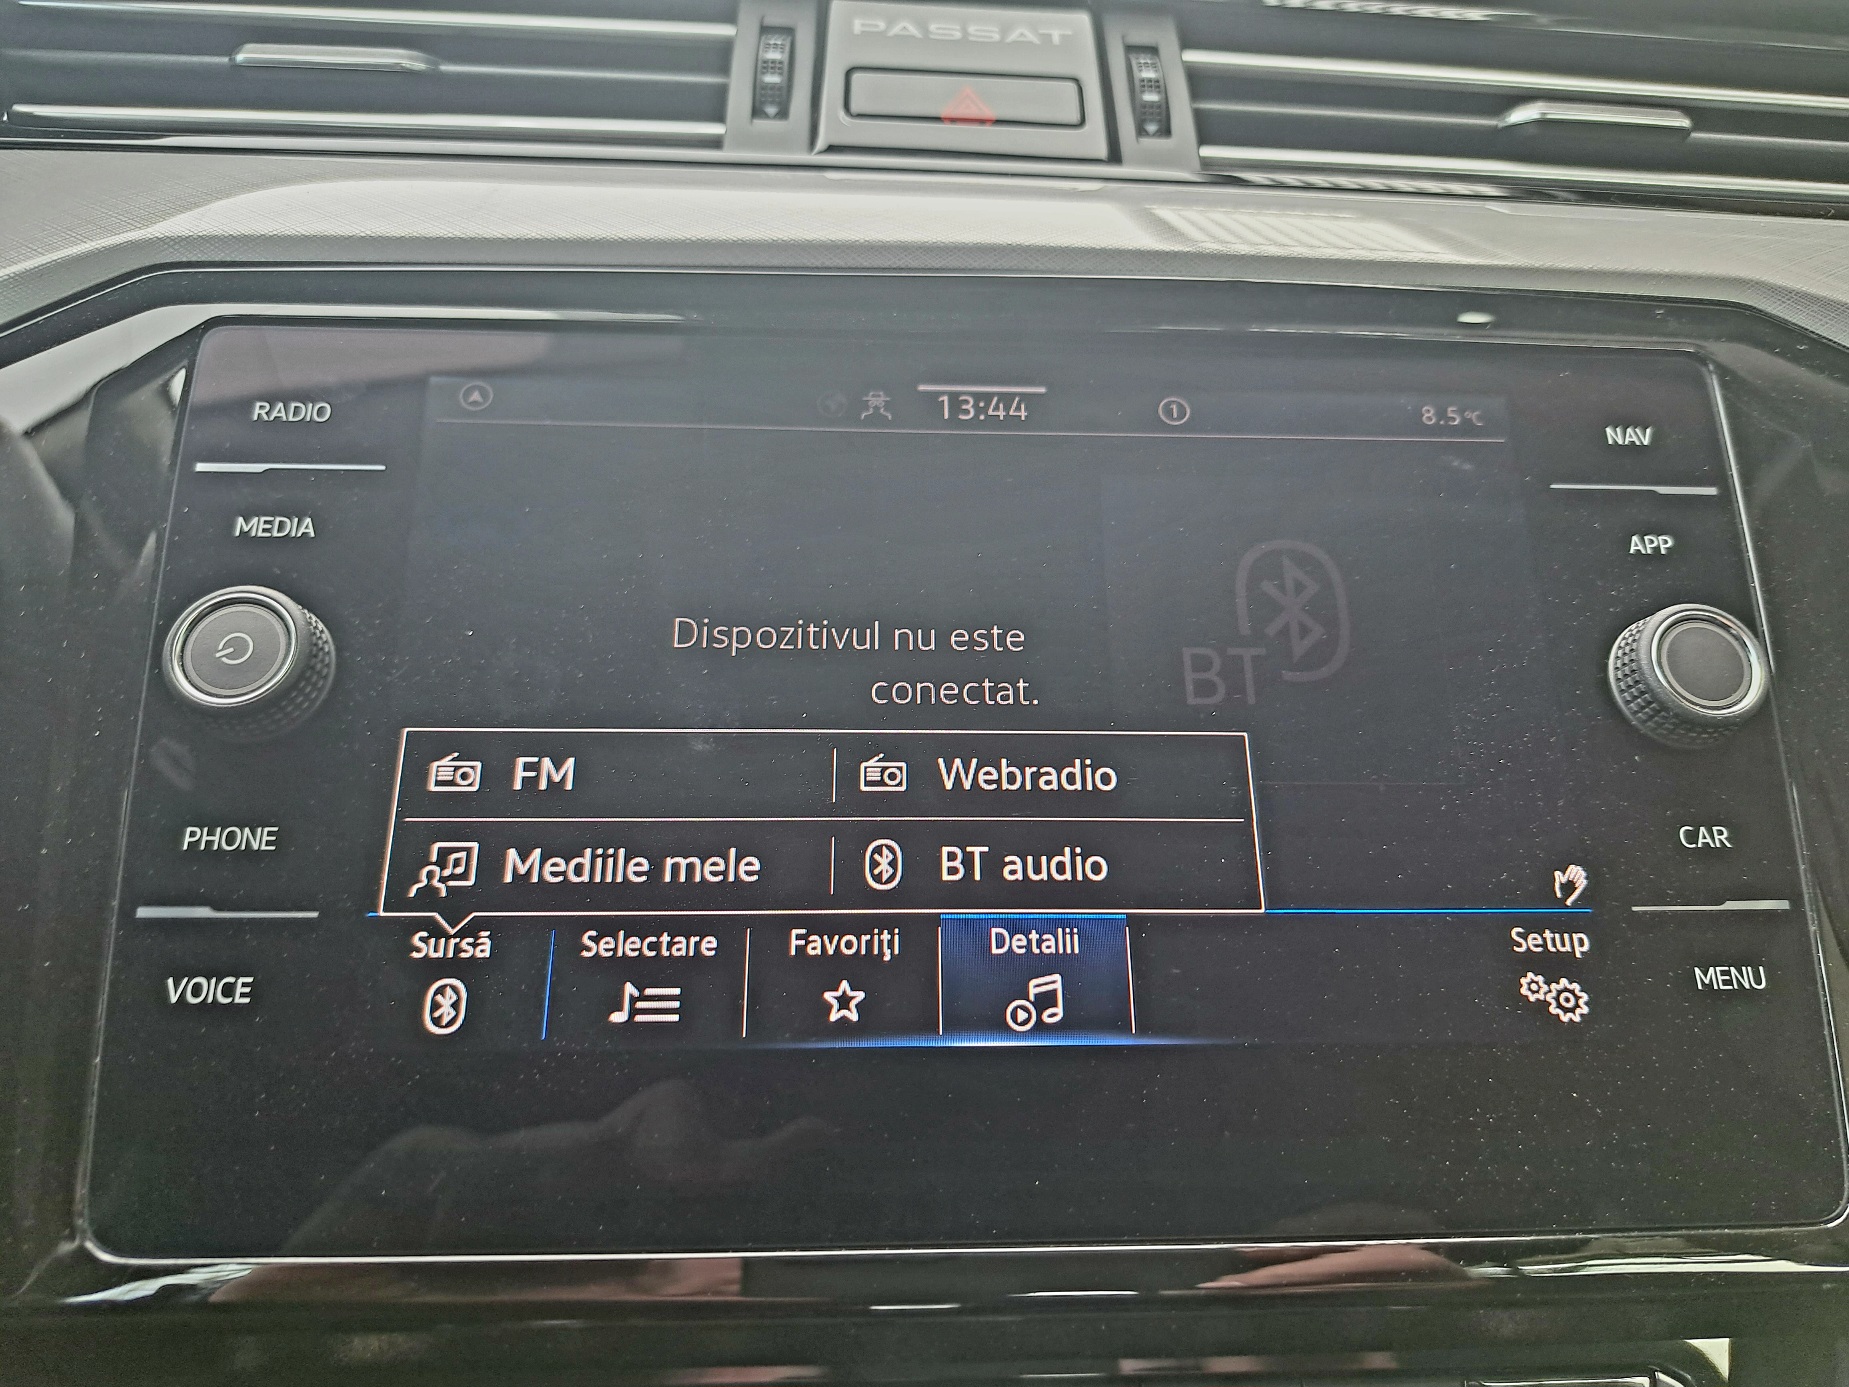 PASSAT
RADIO
13:44
1
8.5°C
NAV
MEDIA
APP
Dispozitivul nu este
conectat.
BT
FM
Webradio
PHONE
CAR
Mediile mele
BT audio
Sursă
Selectare
Favoriţi
Detalii
Setup
VOICE
MENU